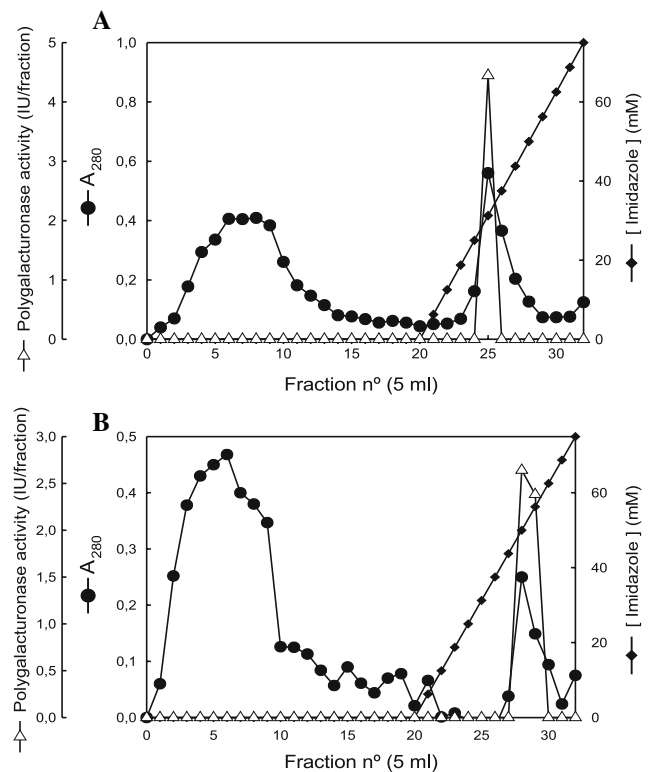 A
Polygalacturonase activity (IU/fraction)
5
4
3
2
1
0
A280
1,0
0,8
0,6
0,4
0,2
0,0
[ Imidazole ] (mM)
60
40
20
0
0 5 10 15 20 25 30
Fraction nº (5 ml)
B
Polygalacturonase activity (IU/fraction)
3,0
2,5
2,0
1,5
1,0
0,5
0,0
A280
0,5
0,4
0,3
0,2
0,1
0,0
[ Imidazole ] (mM)
60
40
20
0
0 5 10 15 20 25 30
Fraction nº (5 ml)